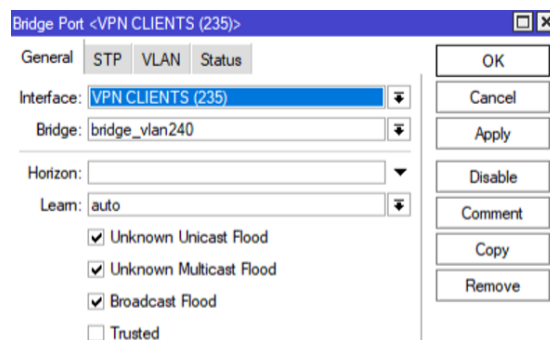 Bridge Port <VPN CLIENTS (235)>
General STP VLAN Status
OK
Interface: VPN CLIENTS (235)
Cancel
Bridge: bridge_vlan240
Apply
Horizon:
Disable
Learn: auto
Comment
Unknown Unicast Flood
Copy
Unknown Multicast Flood
Remove
Broadcast Flood
Trusted